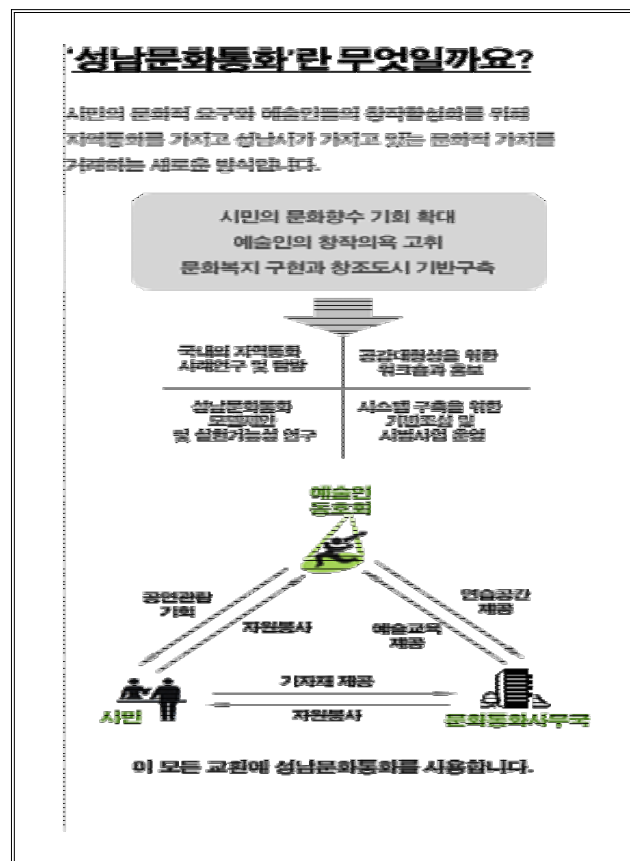 ‘성남문화통화’란 무엇일까요?
시민의 문화적 요구와 예술인들의 창작활성화를 위해
지역통화를 가지고 성남시가 가지고 있는 문화적 가치를
거래하는 새로운 방식입니다.
시민의 문화향수 기회 확대
예술인의 창작의욕 고취
문화복지 구현과 창조도시 기반구축
국내외 지역통화
사례연구 및 탐방
공감대형성을 위한
워크숍과 홍보
성남문화통화
모델제안
및 실현가능성 연구
시스템 구축을 위한
기반조성 및
시범사업 운영
예술인
동호회
공연관람
기회
자원봉사
예술교육
제공
연습공간
제공
기자재 제공
자원봉사
시민
문화통화사무국
이 모든 교환에 성남문화통화를 사용합니다.